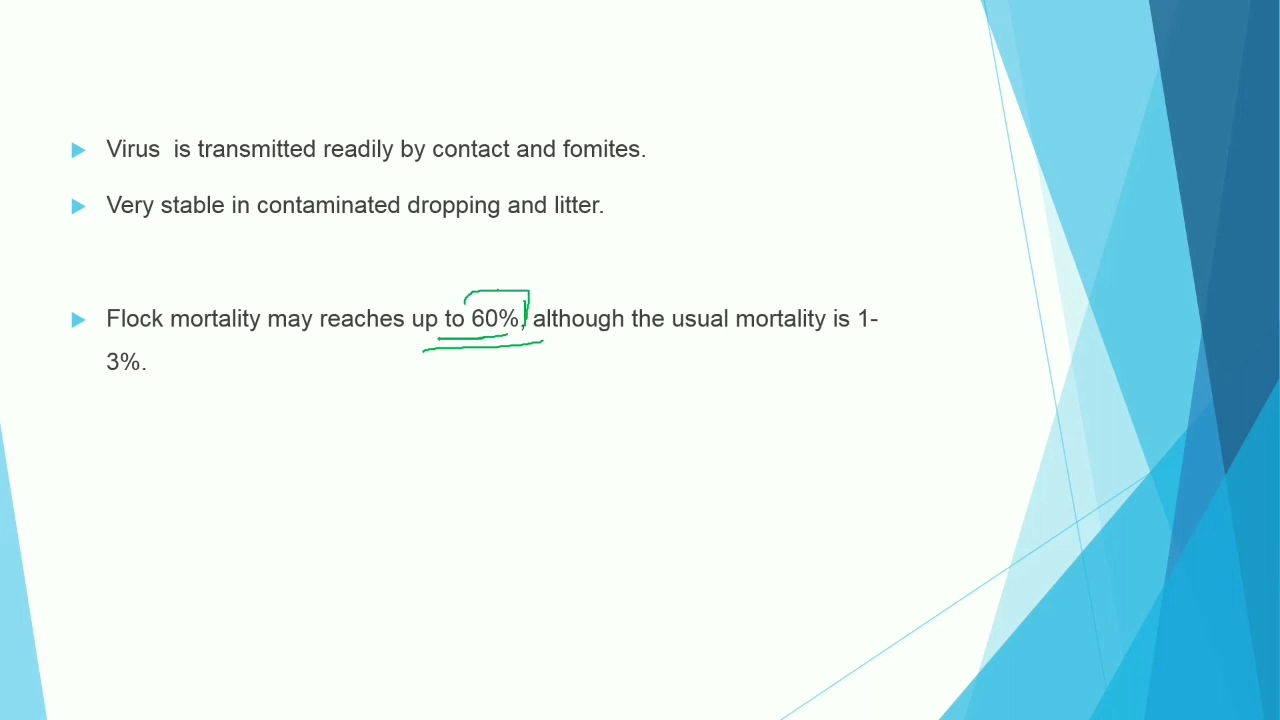 Virus  is transmitted readily by contact and fomites.
Very stable in contaminated dropping and litter.
Flock mortality may reaches up to 60%, although the usual mortality is 1-
3%.